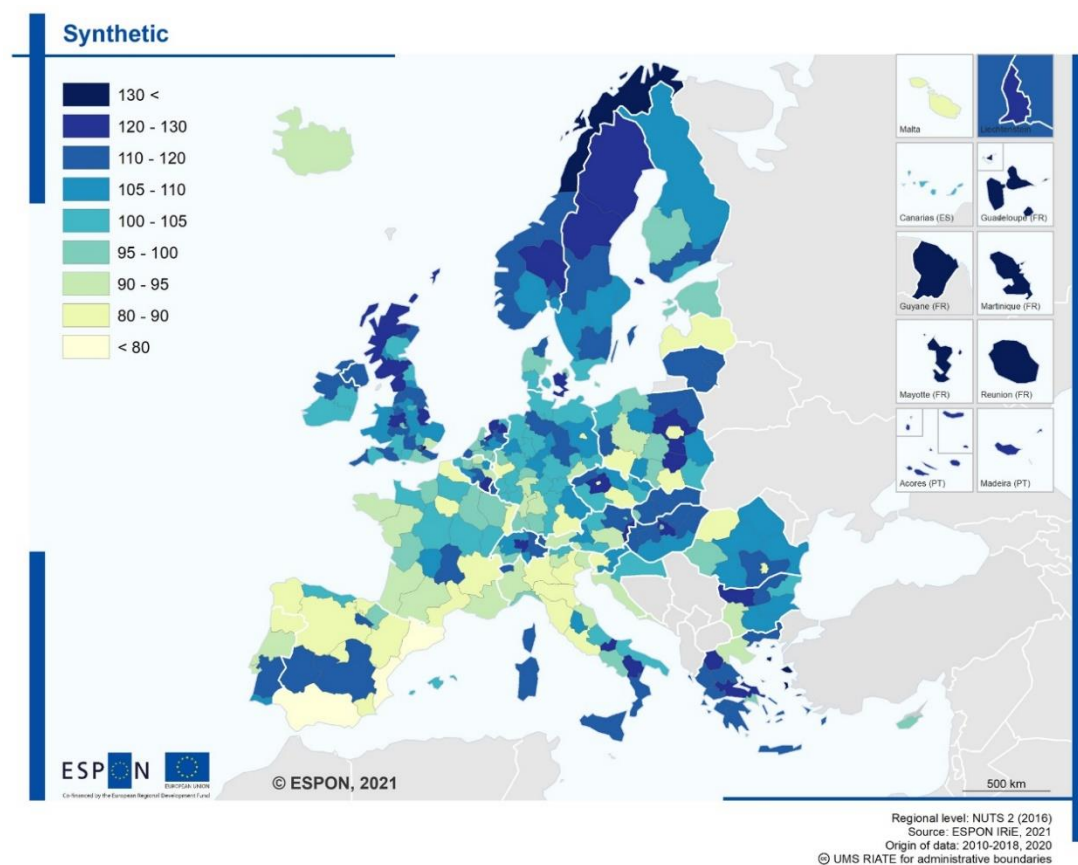 Synthetic
130 <
120 - 130
110 - 120
105 - 110
100 - 105
95 - 100
90 - 95
80 - 90
< 80
Malta
Liechtenstein
Canarias (ES)
Guadeloupe (FR)
Guyane (FR)
Martinique (FR)
Mayotte (FR)
Reunion (FR)
Acores (PT)
Madeira (PT)
ESPON
EUROPEAN UNION
Co-financed by the European Regional Development Fund
© ESPON, 2021
500 km
Regional level: NUTS 2 (2016)
Source: ESPON IRiE, 2021
Origin of data: 2010-2018, 2020
© UMS RIATE for administrative boundaries